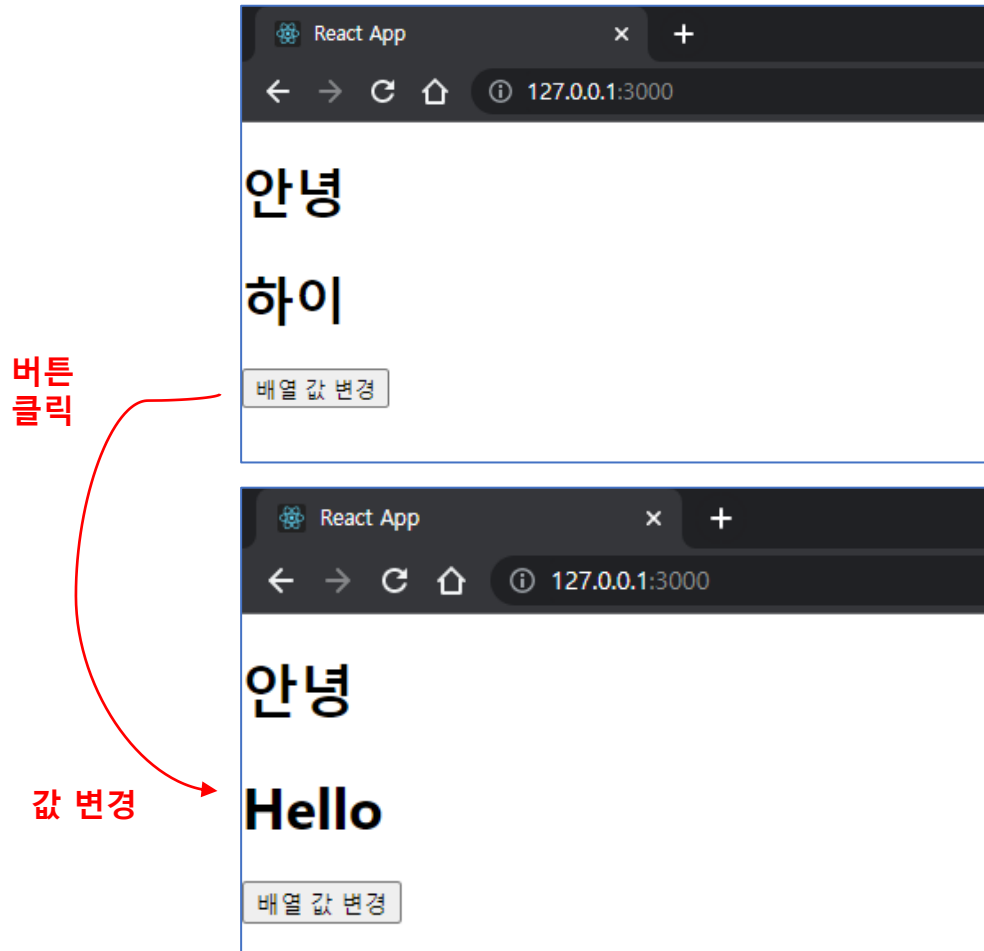 React App
127.0.0.1:3000
안녕
하이
버튼
클릭
배열 값 변경
React App
127.0.0.1:3000
안녕
값 변경
Hello
배열 값 변경